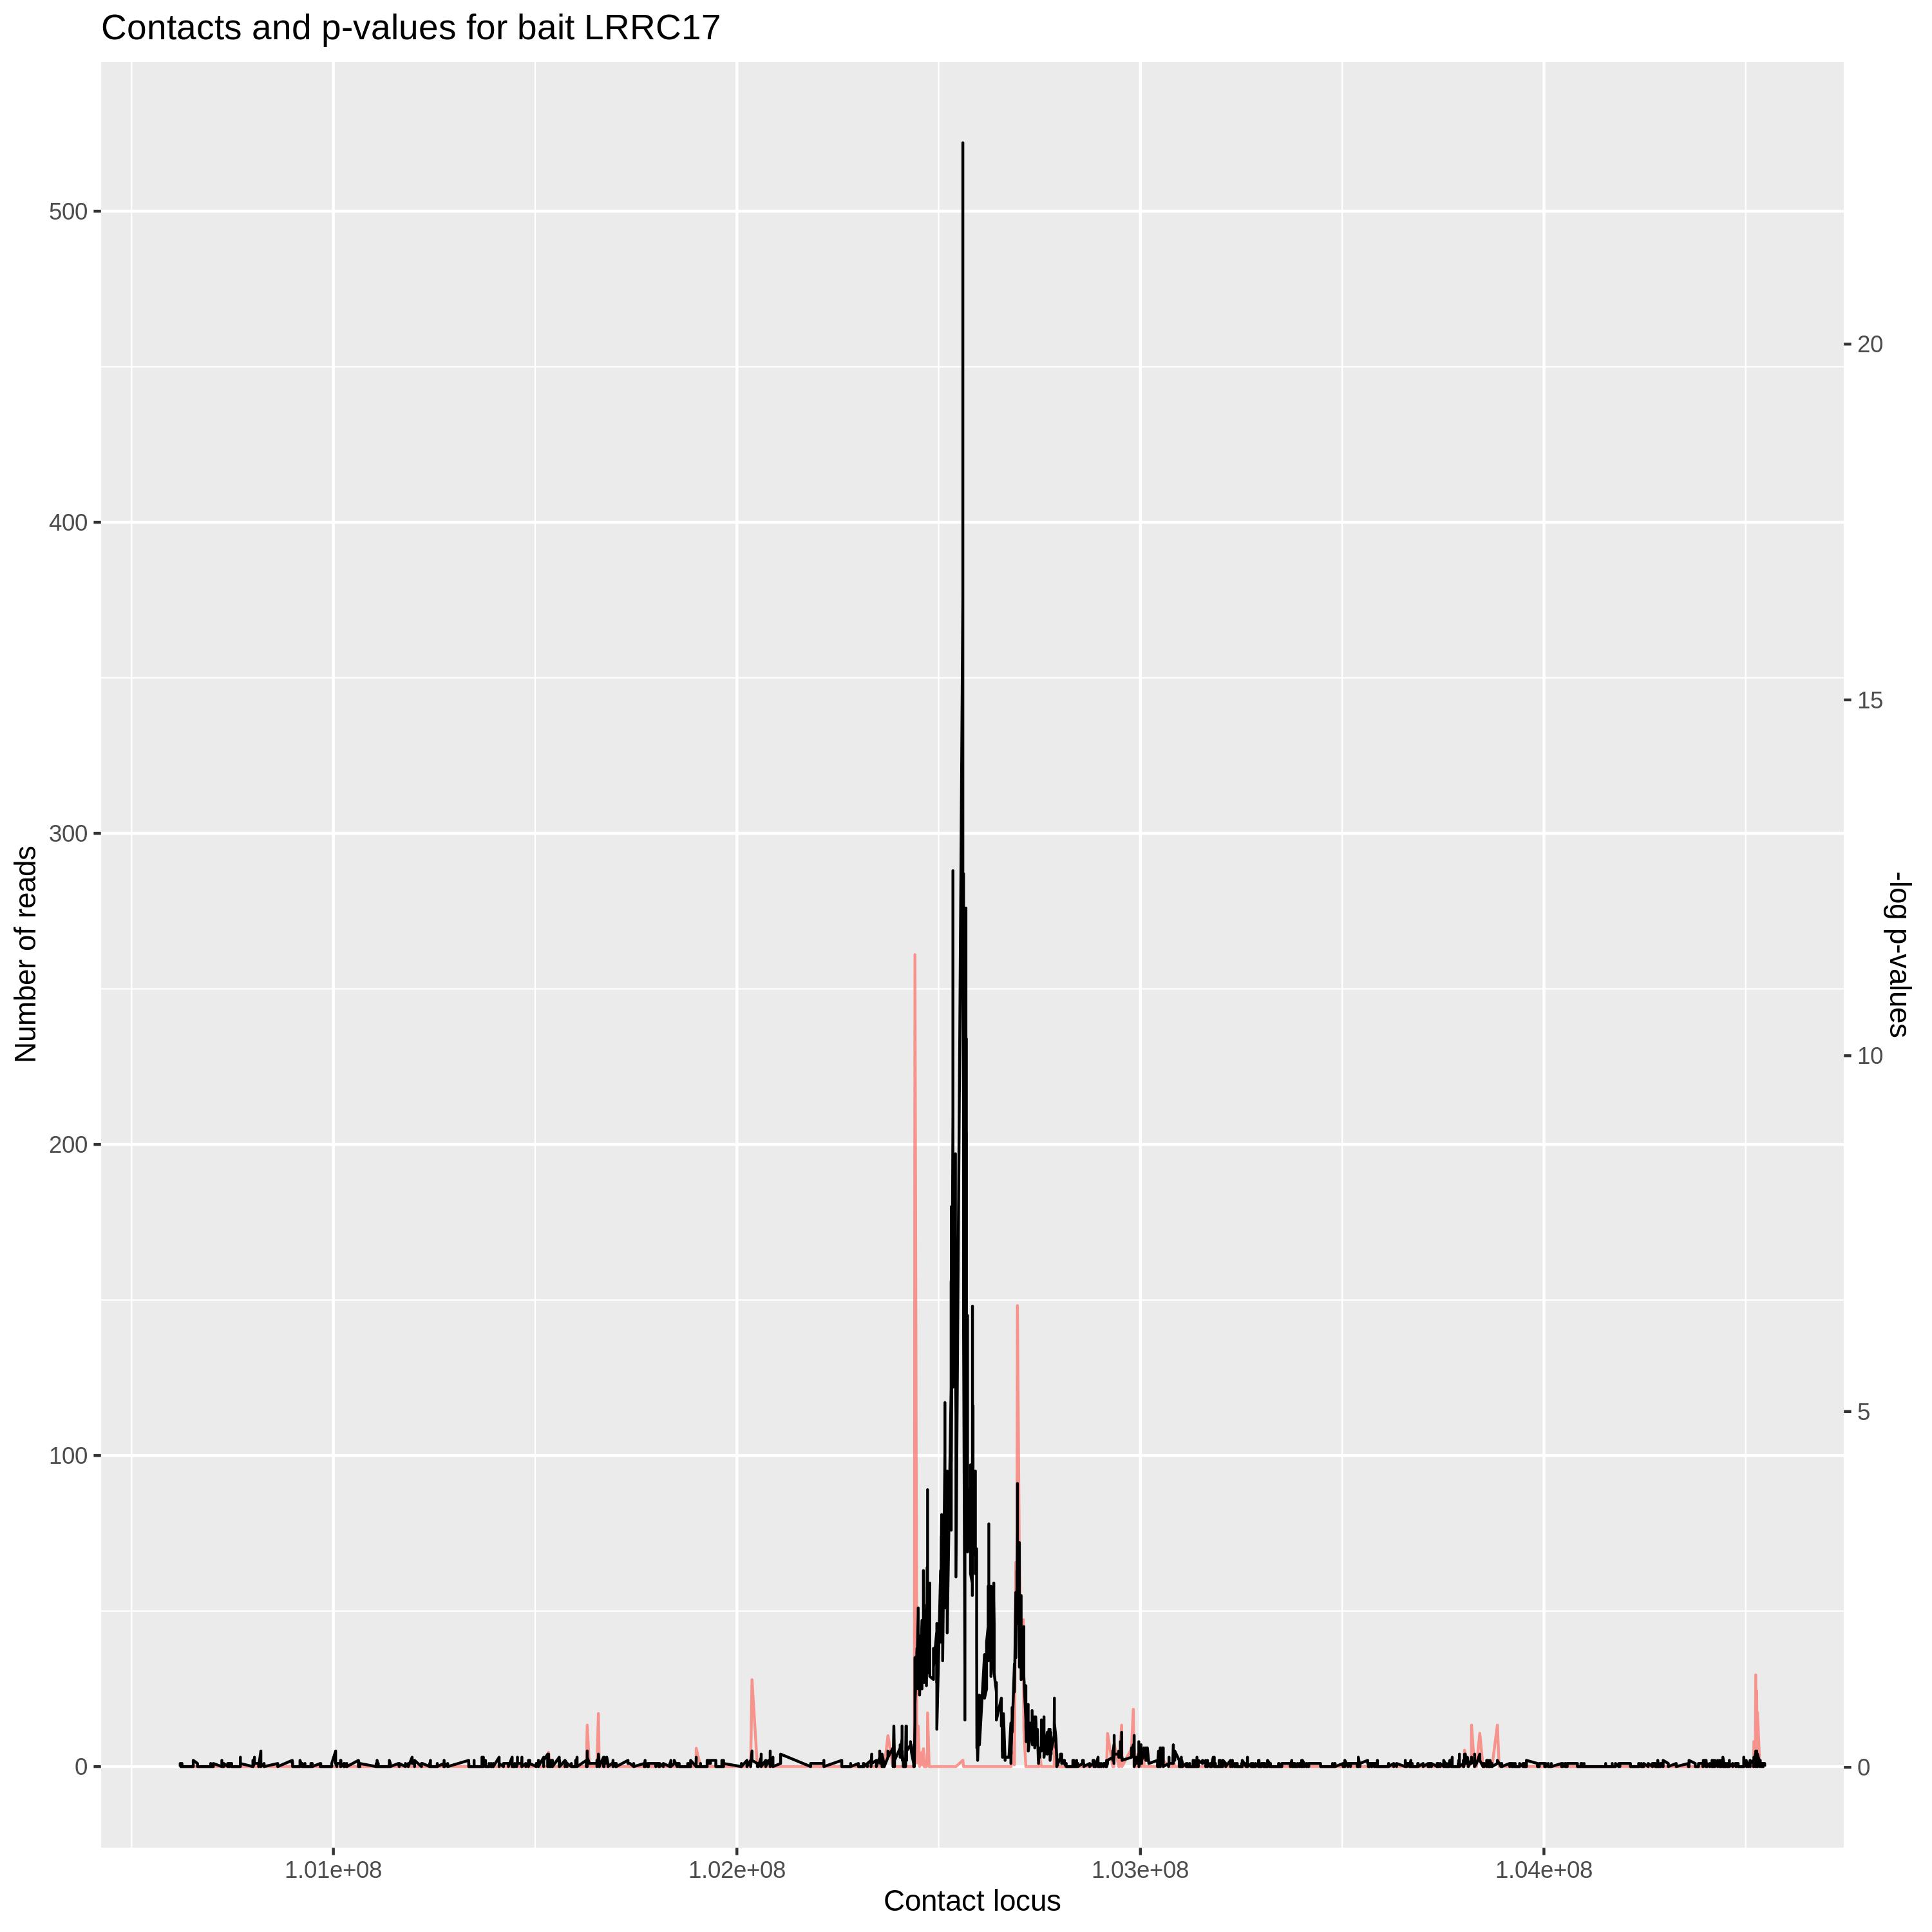 Contacts and p-values for bait LRRC17
500
400
300
200
100
0
Number of reads
20
15
10
5
0
-log p-values
1.01e+08
1.02e+08
1.03e+08
1.04e+08
Contact locus